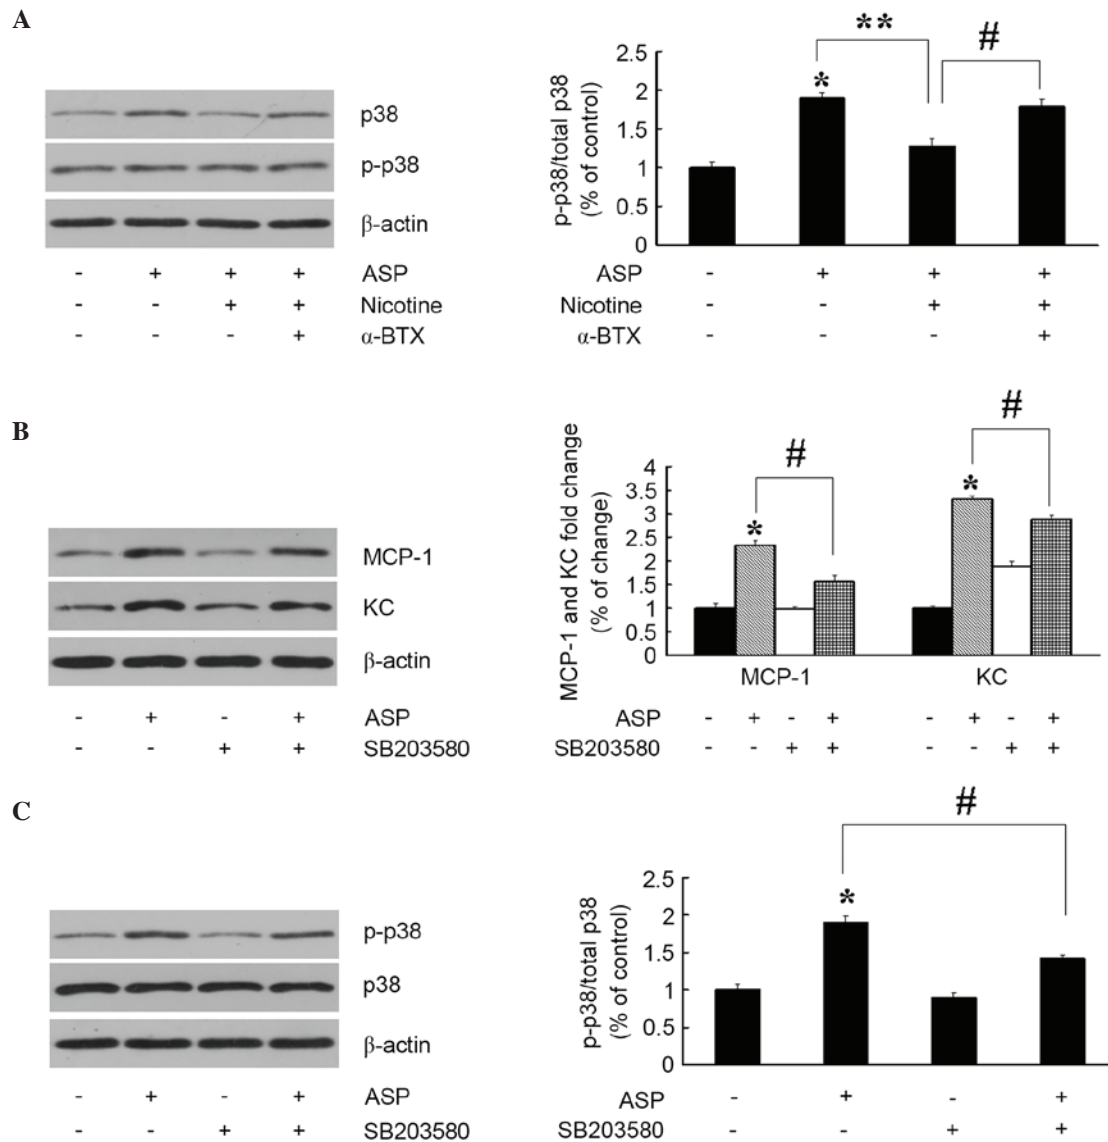 A
p38
p-p38
β-actin
- + + + ASP
- - + + Nicotine
- - - + α-BTX
p-p38/total p38
(% of control)
2.5
2
1.5
1
0.5
0
*
**
#
ASP - + + +
Nicotine - - + +
α-BTX - - - +
B
MCP-1
KC
β-actin
- + - + ASP
- - + + SB203580
MCP-1 and KC fold change
(% of change)
4
3.5
3
2.5
2
1.5
1
0.5
0
*
#
*
#
MCP-1 KC
ASP - + - + - + - +
SB203580 - - + + - - + +
C
p-p38
p38
β-actin
- + - + ASP
- - + + SB203580
p-p38/total p38
(% of control)
2.5
2
1.5
1
0.5
0
*
#
ASP - + - +
SB203580 - - + +